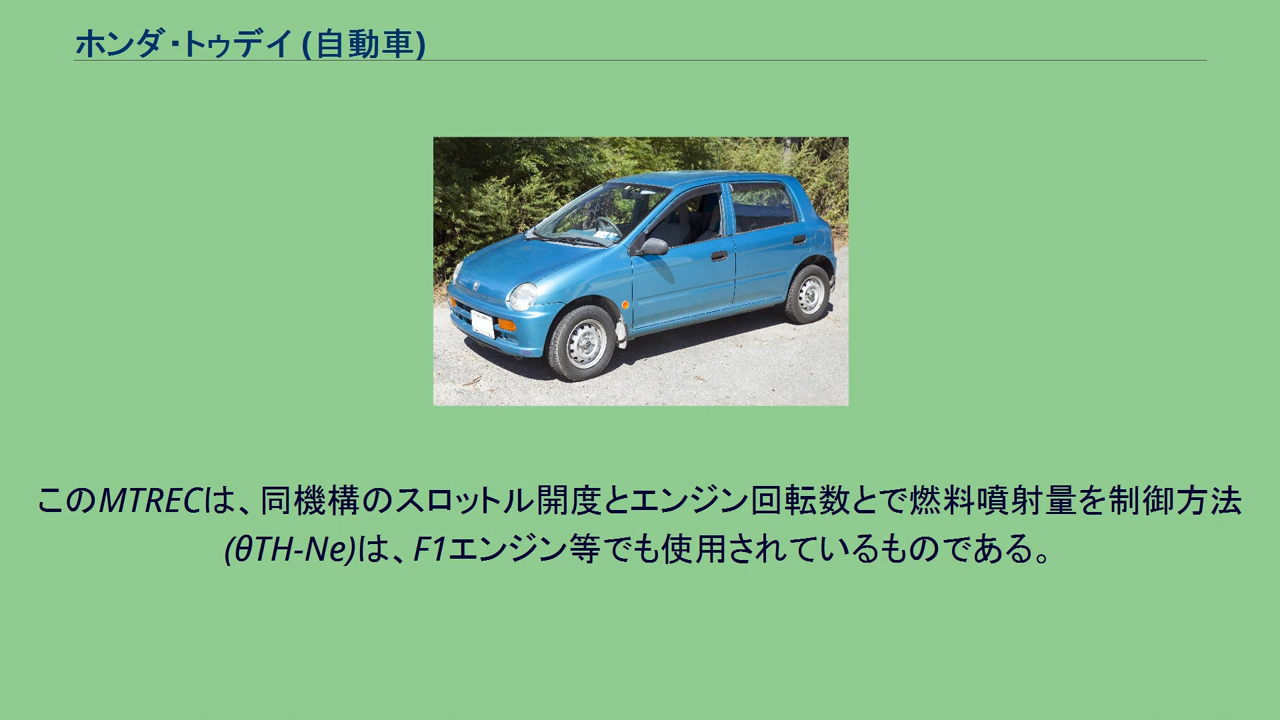 ホンダ・トゥデイ (自動車)
このMTRECは、同機構のスロットル開度とエンジン回転数とで燃料噴射量を制御方法
(θTH-Ne)は、F1エンジン等でも使用されているものである。